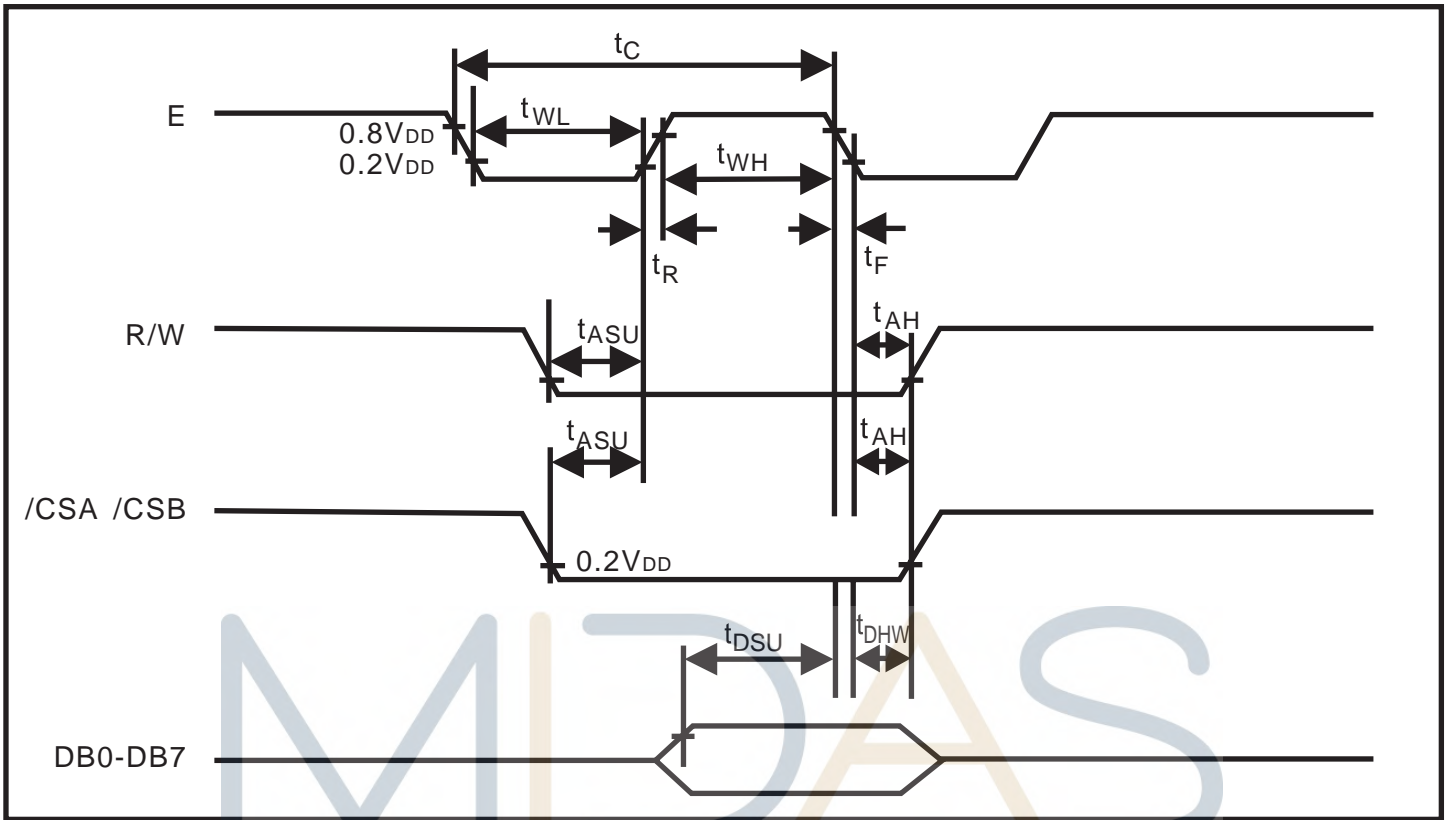 tC
E
tWL
0.8VDD
0.2VDD
tWH
tR
tF
R/W
tASU
tAH
tASU
tAH
/CSA /CSB
0.2VDD
tDSU
tDHW
DB0-DB7
MIDAS